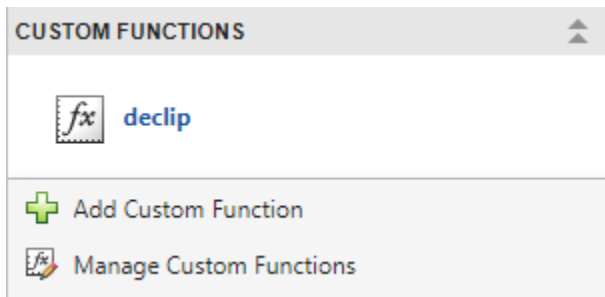 CUSTOM FUNCTIONS
fx declip
Add Custom Function
Manage Custom Functions